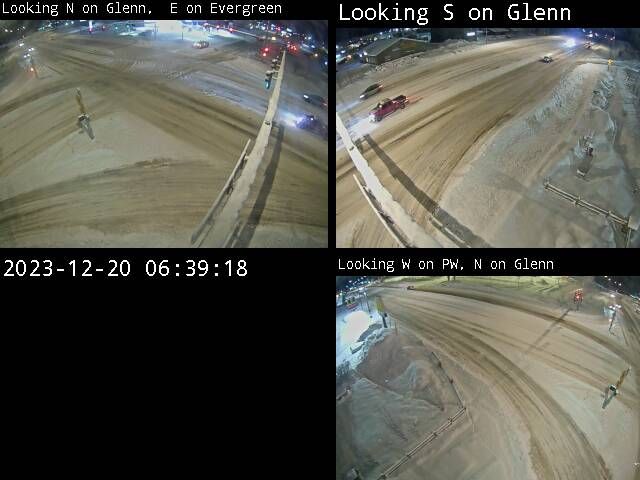 Looking N on Glenn,  E on Evergreen
Looking S on Glenn
2023-12-20 06:39:18
Looking W on PW, N on Glenn